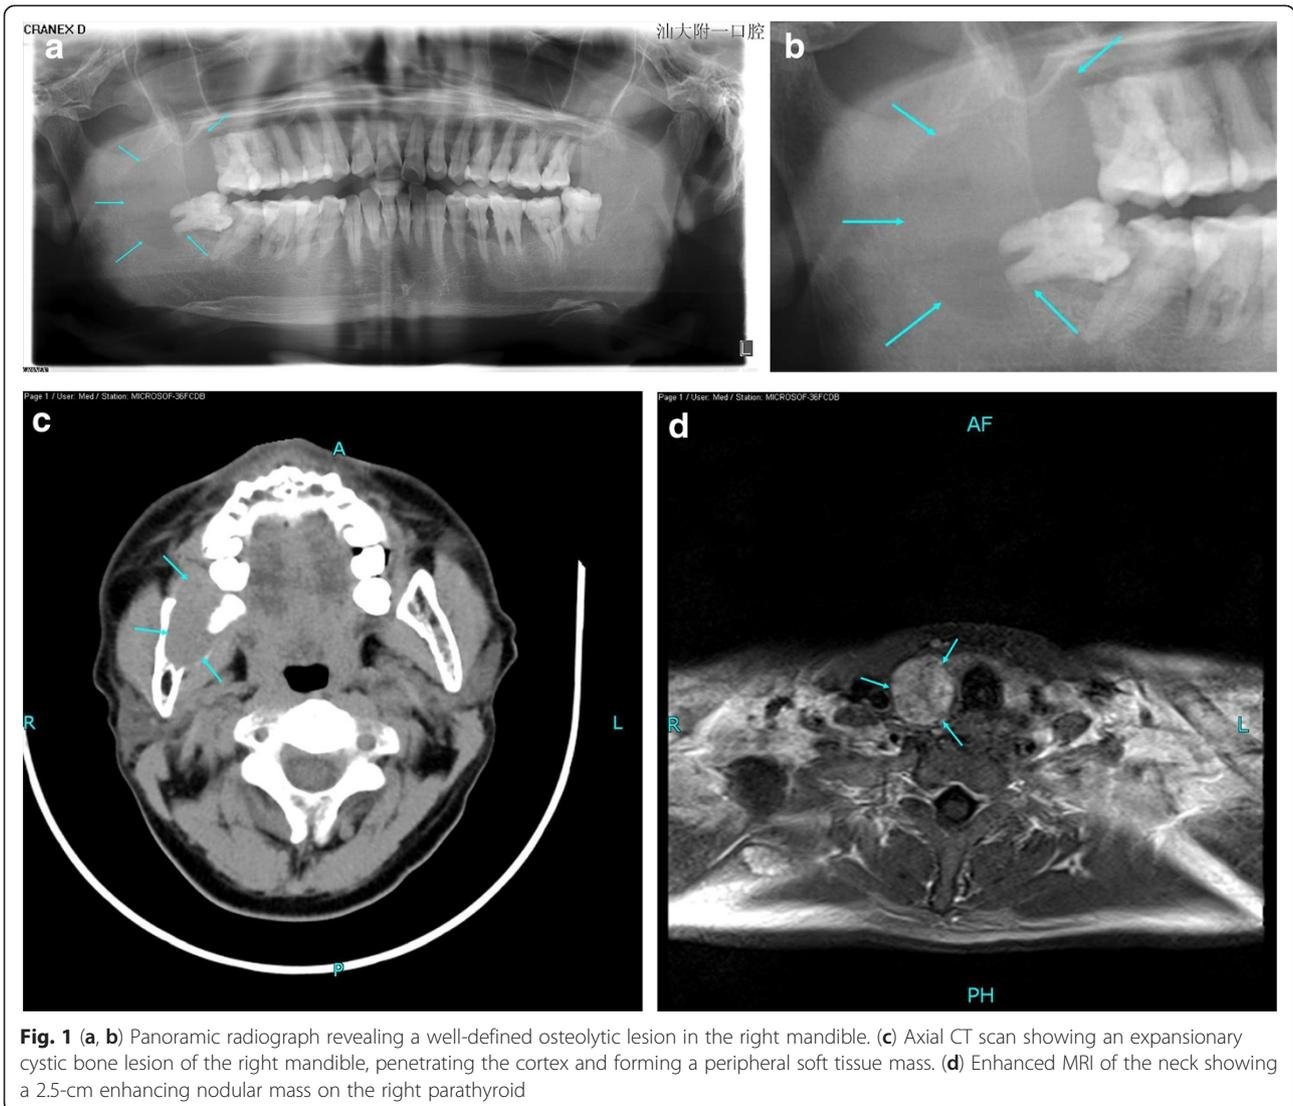 CRANEX D
汕大附一口腔
a
b
L
Page 1 / User: Med / Station: MICROSOF-36FCDB
Page 1 / User: Med / Station: MICROSOF-36FCDB
c
A
R
L
P
d
AF
R
L
PH
Fig. 1 (a, b) Panoramic radiograph revealing a well-defined osteolytic lesion in the right mandible. (c) Axial CT scan showing an expansionary
cystic bone lesion of the right mandible, penetrating the cortex and forming a peripheral soft tissue mass. (d) Enhanced MRI of the neck showing
a 2.5-cm enhancing nodular mass on the right parathyroid